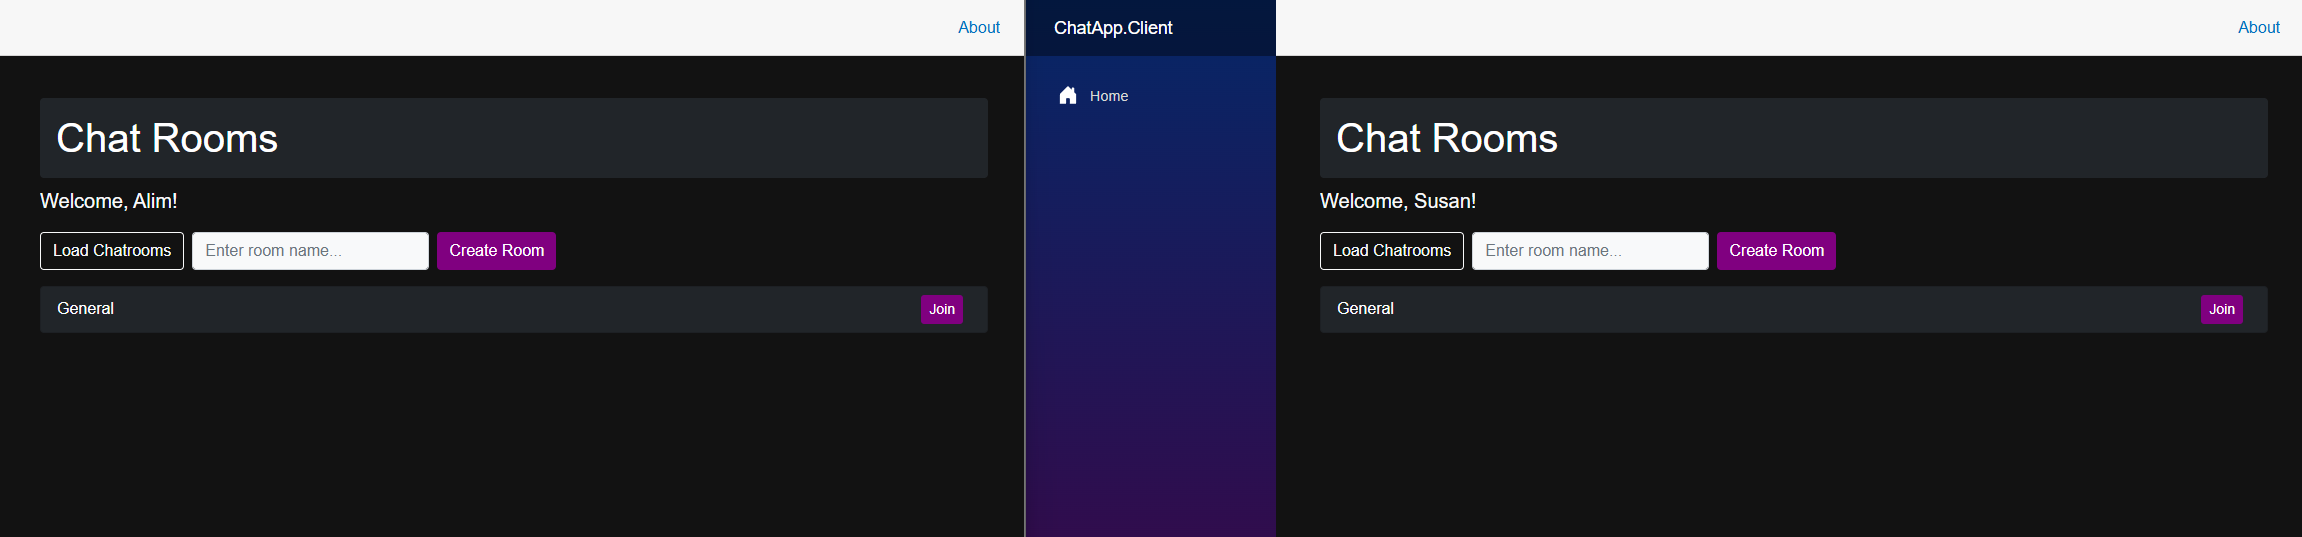 About
Chat Rooms
Welcome, Alim!
Load Chatrooms Enter room name... Create Room
General Join
ChatApp.Client
Home
About
Chat Rooms
Welcome, Susan!
Load Chatrooms Enter room name... Create Room
General Join